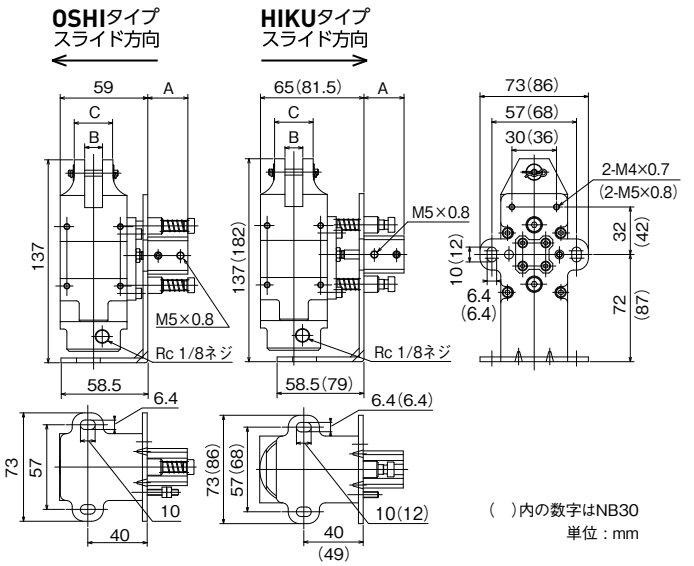 OSHIタイプ
スライド方向
HIKUタイプ
スライド方向
59
A
C
B
137
M5×0.8
Rc 1/8ネジ
58.5
65(81.5)
A
C
B
137(182)
M5×0.8
Rc 1/8ネジ
58.5(79)
73(86)
57(68)
30(36)
2-M4×0.7
(2-M5×0.8)
32
(42)
10(12)
6.4
(6.4)
72
(87)
6.4
73
57
10
40
6.4(6.4)
73(86)
57(68)
10(12)
40
(49)
(　)内の数字はNB30
単位：mm